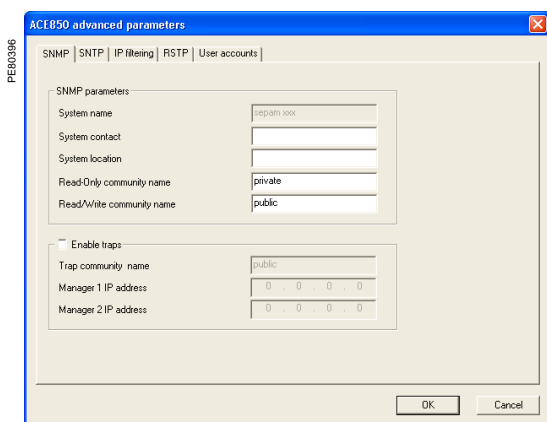 PE80396
ACE850 advanced parameters
SNMP SNTP IP filtering RSTP User accounts
SNMP parameters
System name sepam xxx
System contact
System location
Read-Only community name private
Read/Write community name public
Enable traps
Trap community name public
Manager 1 IP address 0 . 0 . 0 . 0
Manager 2 IP address 0 . 0 . 0 . 0
OK Cancel